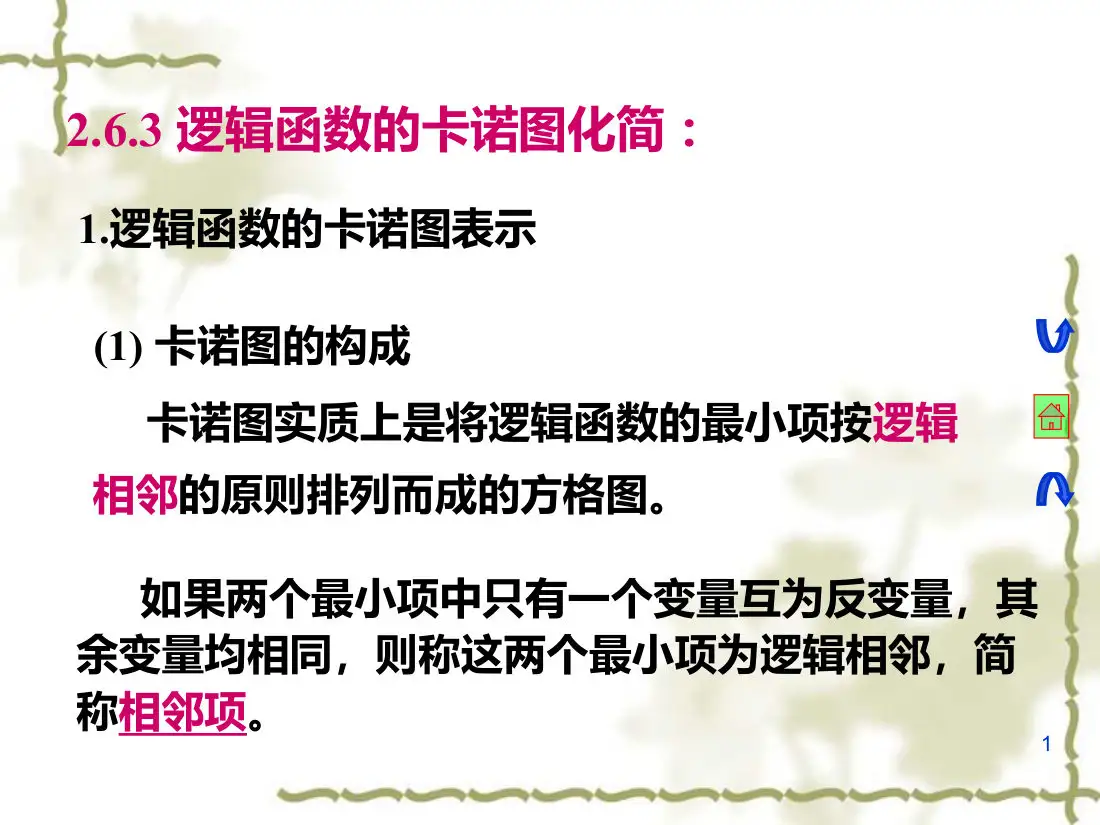 2.6.3 逻辑函数的卡诺图化简：
1.逻辑函数的卡诺图表示
(1) 卡诺图的构成
卡诺图实质上是将逻辑函数的最小项按逻辑
相邻的原则排列而成的方格图。
如果两个最小项中只有一个变量互为反变量，其
余变量均相同，则称这两个最小项为逻辑相邻，简
称相邻项。
1